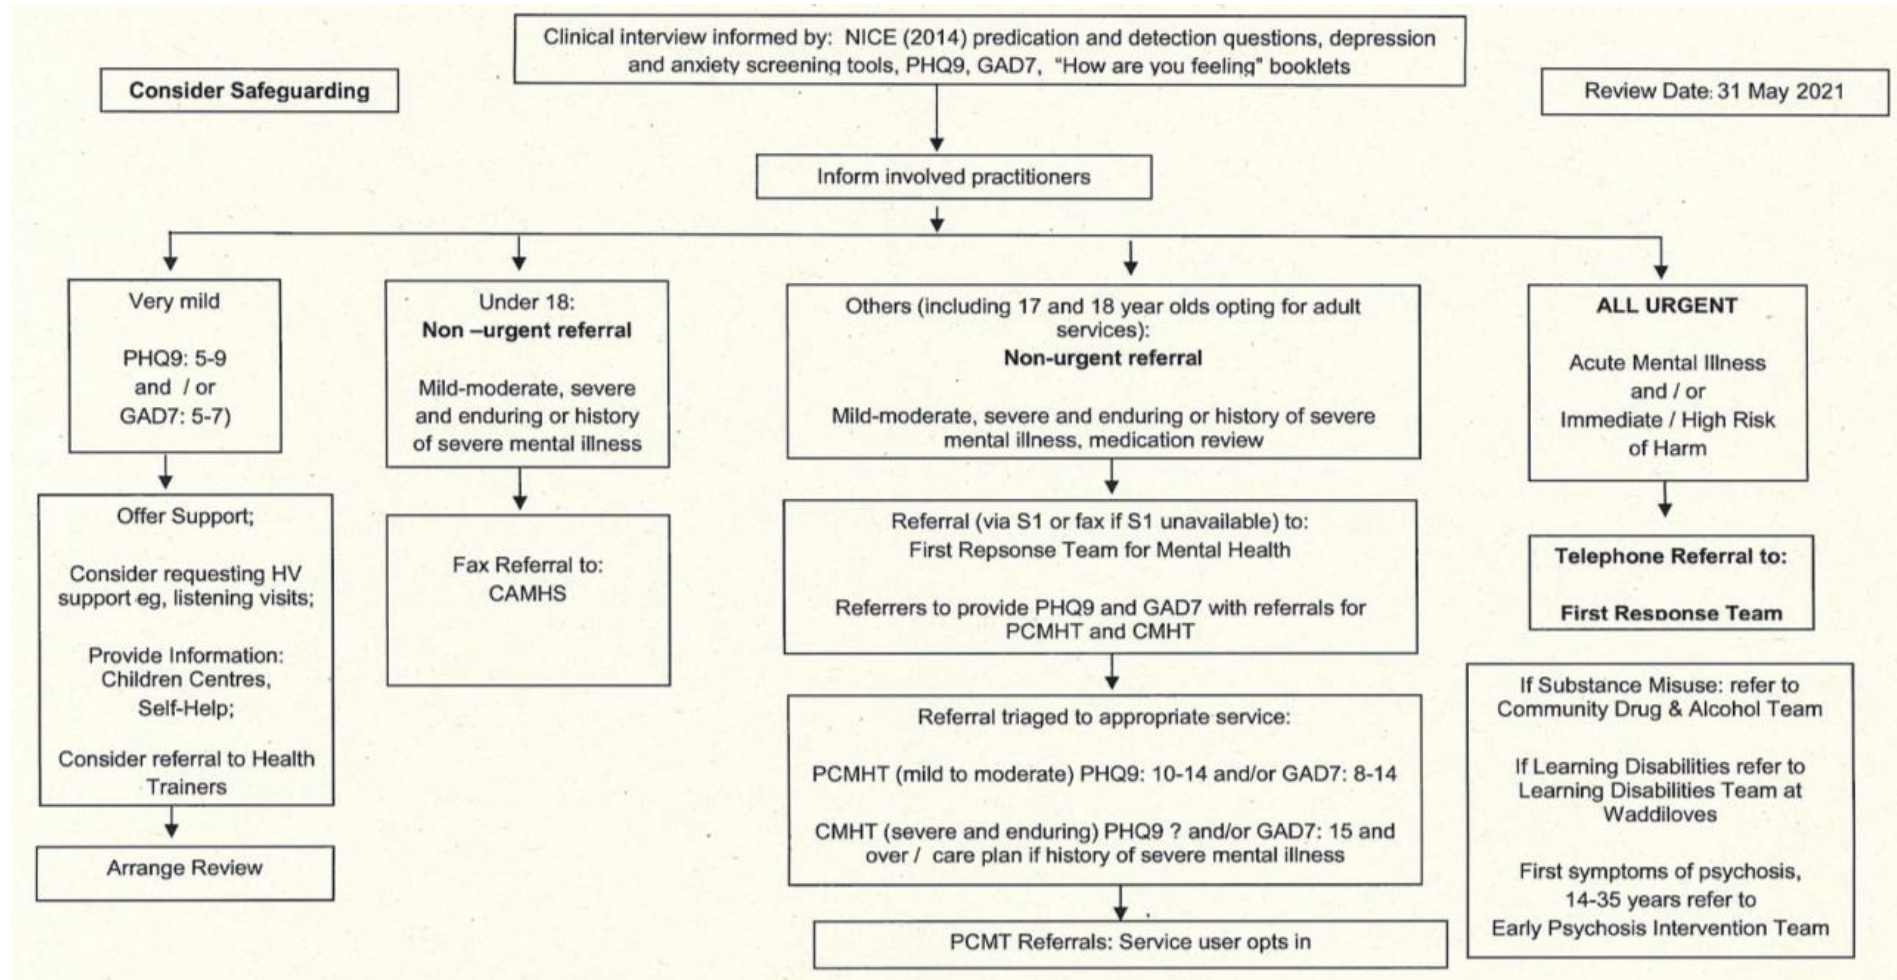 Clinical interview informed by: NICE (2014) predication and detection questions, depression
and anxiety screening tools, PHQ9, GAD7, "How are you feeling" booklets
Consider Safeguarding
Review Date: 31 May 2021
Inform involved practitioners
Very mild
PHQ9: 5-9
and / or
GAD7: 5-7)
Offer Support;
Consider requesting HV
support eg, listening visits;
Provide Information:
Children Centres,
Self-Help;
Consider referral to Health
Trainers
Arrange Review
Under 18:
Non –urgent referral
Mild-moderate, severe
and enduring or history
of severe mental illness
Fax Referral to:
CAMHS
Others (including 17 and 18 year olds opting for adult
services):
Non-urgent referral
Mild-moderate, severe and enduring or history of severe
mental illness, medication review
Referral (via S1 or fax if S1 unavailable) to:
First Repsonse Team for Mental Health
Referrers to provide PHQ9 and GAD7 with referrals for
PCMHT and CMHT
Referral triaged to appropriate service:
PCMHT (mild to moderate) PHQ9: 10-14 and/or GAD7: 8-14
CMHT (severe and enduring) PHQ9 ? and/or GAD7: 15 and
over / care plan if history of severe mental illness
PCMT Referrals: Service user opts in
ALL URGENT
Acute Mental Illness
and / or
Immediate / High Risk
of Harm
Telephone Referral to:
First Response Team
If Substance Misuse: refer to
Community Drug & Alcohol Team
If Learning Disabilities refer to
Learning Disabilities Team at
Waddiloves
First symptoms of psychosis,
14-35 years refer to
Early Psychosis Intervention Team